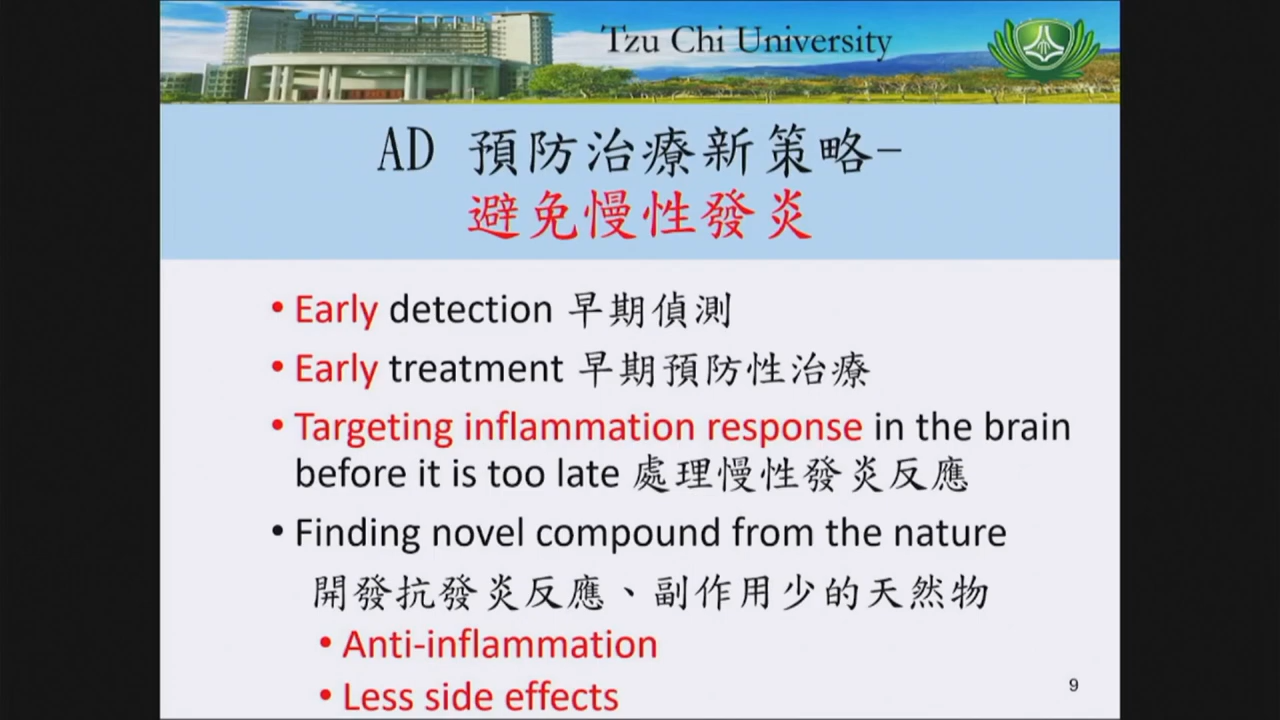 Tzu Chi University
AD 預防治療新策略-
避免慢性發炎
• Early detection 早期偵測
• Early treatment 早期預防性治療
• Targeting inflammation response in the brain
before it is too late 處理慢性發炎反應
• Finding novel compound from the nature
開發抗發炎反應、副作用少的天然物
• Anti-inflammation
• Less side effects
9